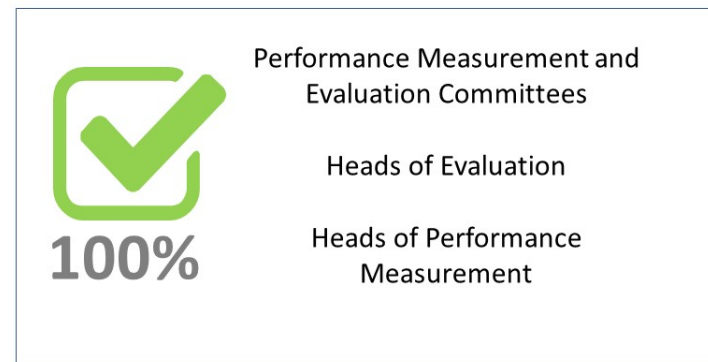 Performance Measurement and
Evaluation Committees
Heads of Evaluation
Heads of Performance
Measurement
100%